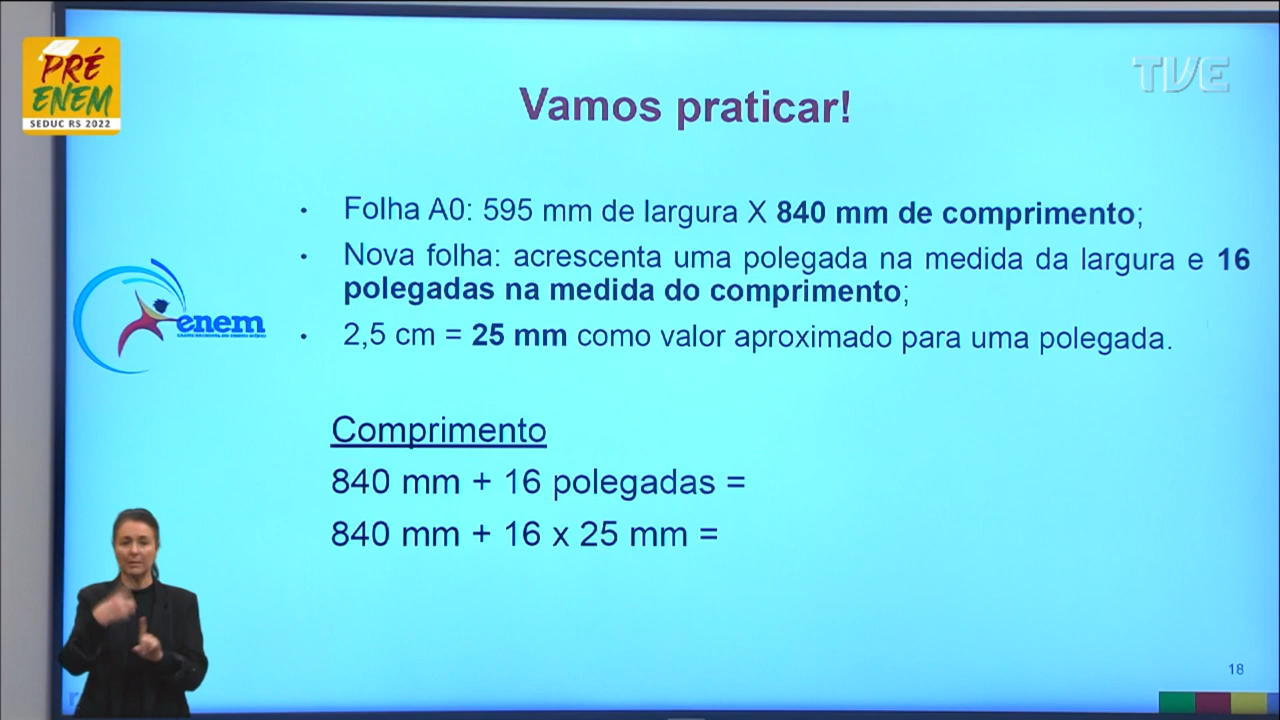 PRÉ
ENEM
SEDUC RS 2022
TVE
Vamos praticar!
• Folha A0: 595 mm de largura X 840 mm de comprimento;
• Nova folha: acrescenta uma polegada na medida da largura e 16
polegadas na medida do comprimento;
• 2,5 cm = 25 mm como valor aproximado para uma polegada.
enem
Comprimento
840 mm + 16 polegadas =
840 mm + 16 x 25 mm =
18